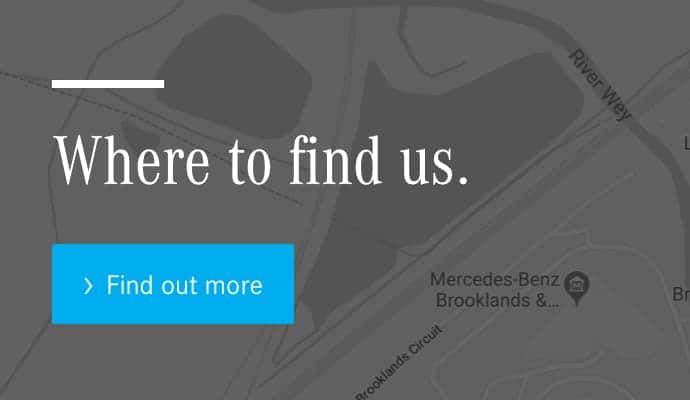 River Wey
Where to find us.
> Find out more
Mercedes-Benz
Brooklands &...
Br
L
Brooklands Circuit